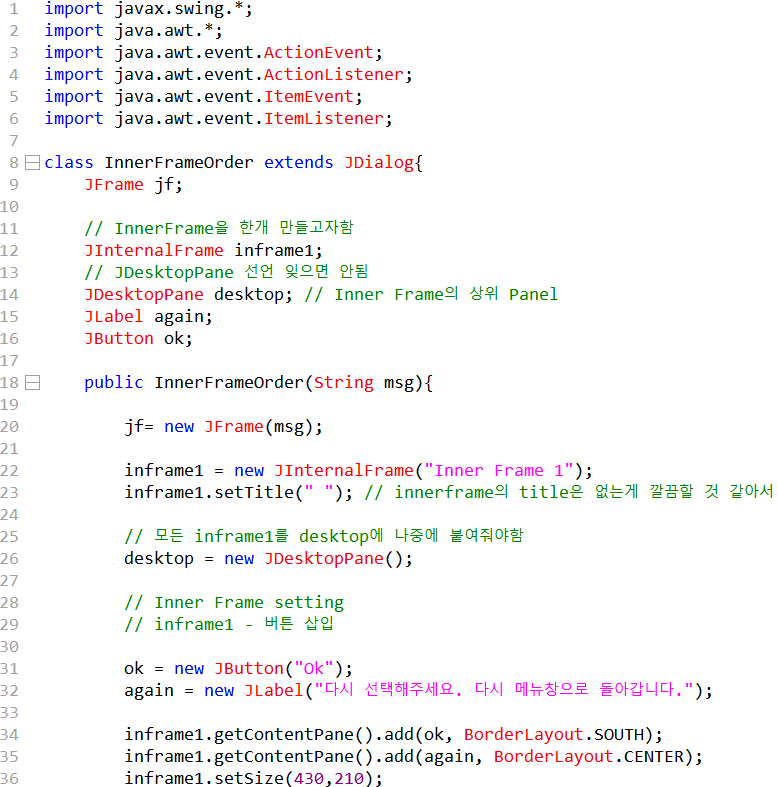 1 import javax.swing.*;
2 import java.awt.*;
3 import java.awt.event.ActionEvent;
4 import java.awt.event.ActionListener;
5 import java.awt.event.ItemEvent;
6 import java.awt.event.ItemListener;
7
8 class InnerFrameOrder extends JDialog{
9 JFrame jf;
10
11 // InnerFrame을 한개 만들고자함
12 JInternalFrame inframe1;
13 // JDesktopPane 선언 잊으면 안됨
14 JDesktopPane desktop; // Inner Frame의 상위 Panel
15 JLabel again;
16 JButton ok;
17
18 public InnerFrameOrder(String msg){
19
20 jf= new JFrame(msg);
21
22 inframe1 = new JInternalFrame("Inner Frame 1");
23 inframe1.setTitle(" "); // innerframe의 title은 없는게 깔끔할 것 같아서
24
25 // 모든 inframe1를 desktop에 나중에 붙여줘야함
26 desktop = new JDesktopPane();
27
28 // Inner Frame setting
29 // inframe1 - 버튼 삽입
30
31 ok = new JButton("Ok");
32 again = new JLabel("다시 선택해주세요. 다시 메뉴창으로 돌아갑니다.");
33
34 inframe1.getContentPane().add(ok, BorderLayout.SOUTH);
35 inframe1.getContentPane().add(again, BorderLayout.CENTER);
36 inframe1.setSize(430,210);